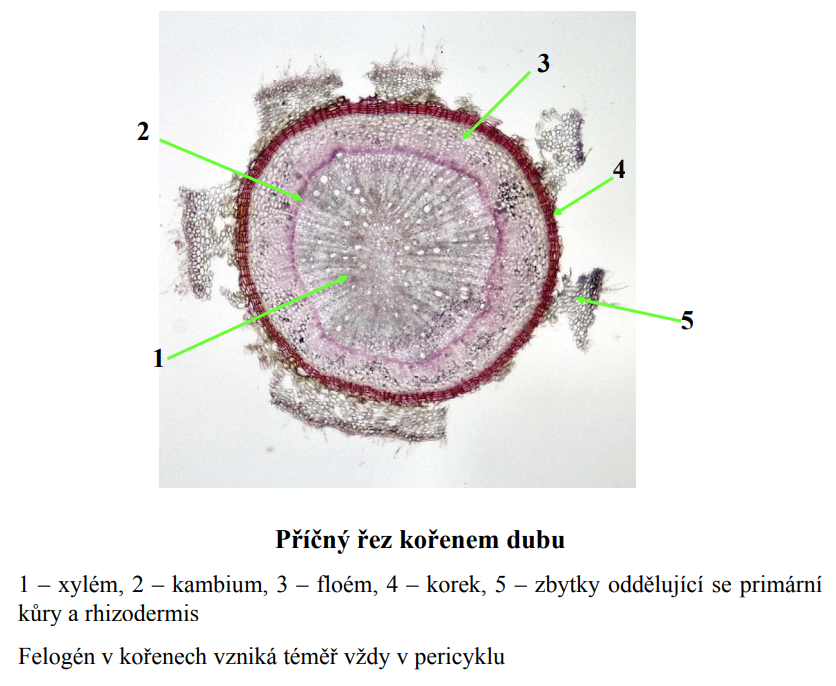 3
2
4
5
1
Příčný řez kořenem dubu
1 – xylém, 2 – kambium, 3 – floém, 4 – korek, 5 – zbytky oddělující se primární
kůry a rhizodermis
Felogén v kořenech vzniká téměř vždy v pericyklu